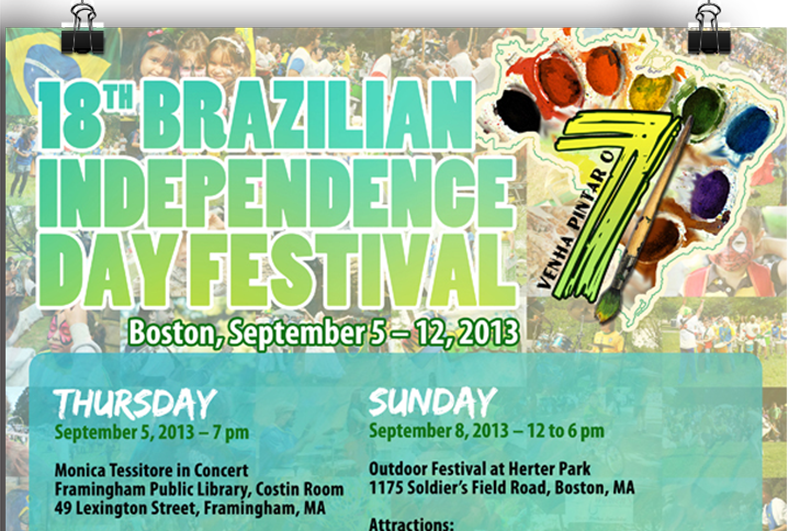 18TH BRAZILIAN
INDEPENDENCE
DAY FESTIVAL
Boston, September 5 – 12, 2013
VENHA PINTAR O
7
THURSDAY
September 5, 2013 – 7 pm
Monica Tessitore in Concert
Framingham Public Library, Costin Room
49 Lexington Street, Framingham, MA
SUNDAY
September 8, 2013 – 12 to 6 pm
Outdoor Festival at Herter Park
1175 Soldier's Field Road, Boston, MA
Attractions: